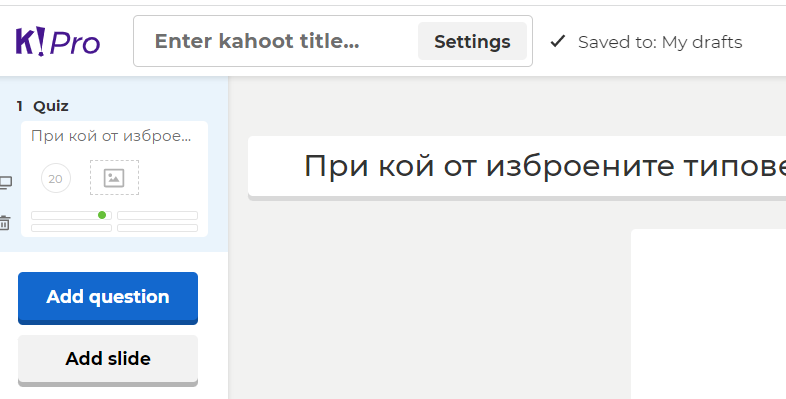 K! Pro
Enter kahoot title...
Settings
Saved to: My drafts
1 Quiz
При кой от изброе...
20
При кой от изброените типове
Add question
Add slide